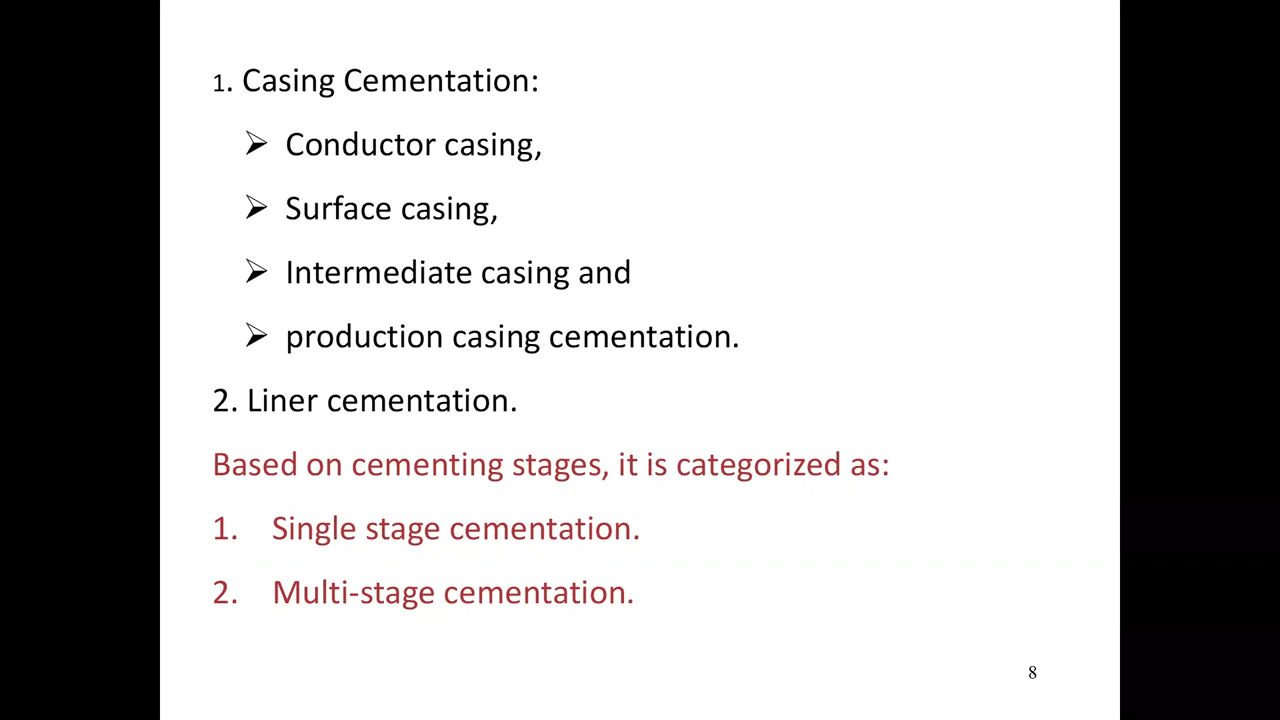 1. Casing Cementation:
➢ Conductor casing,
➢ Surface casing,
➢ Intermediate casing and
➢ production casing cementation.
2. Liner cementation.
Based on cementing stages, it is categorized as:
1. Single stage cementation.
2. Multi-stage cementation.
8